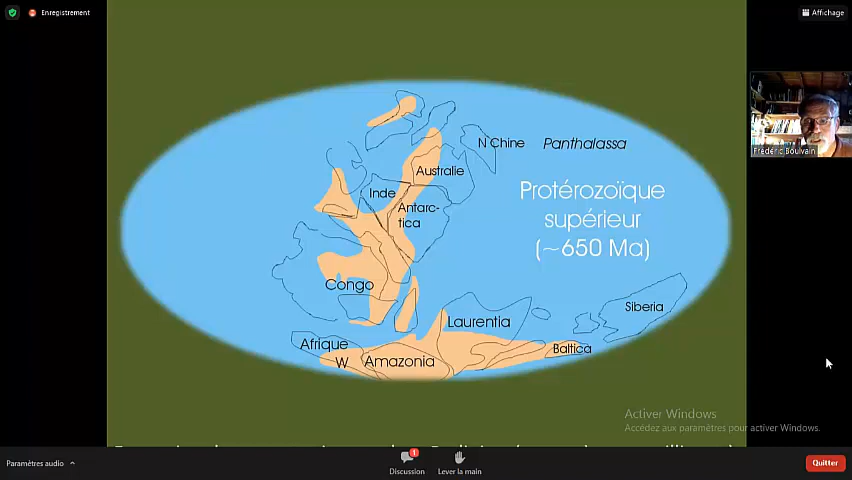 Enregistrement
Affichage
N Chine
Panthalassa
Australie
Inde
Antarc-
tica
Protérozoïque
supérieur
(~650 Ma)
Congo
Laurentia
Siberia
Afrique
W
Amazonia
Baltica
Frédéric Boulvain
Activer Windows
Accédez aux paramètres pour activer Windows.
Paramètres audio
1
Discussion
Lever la main
Quitter